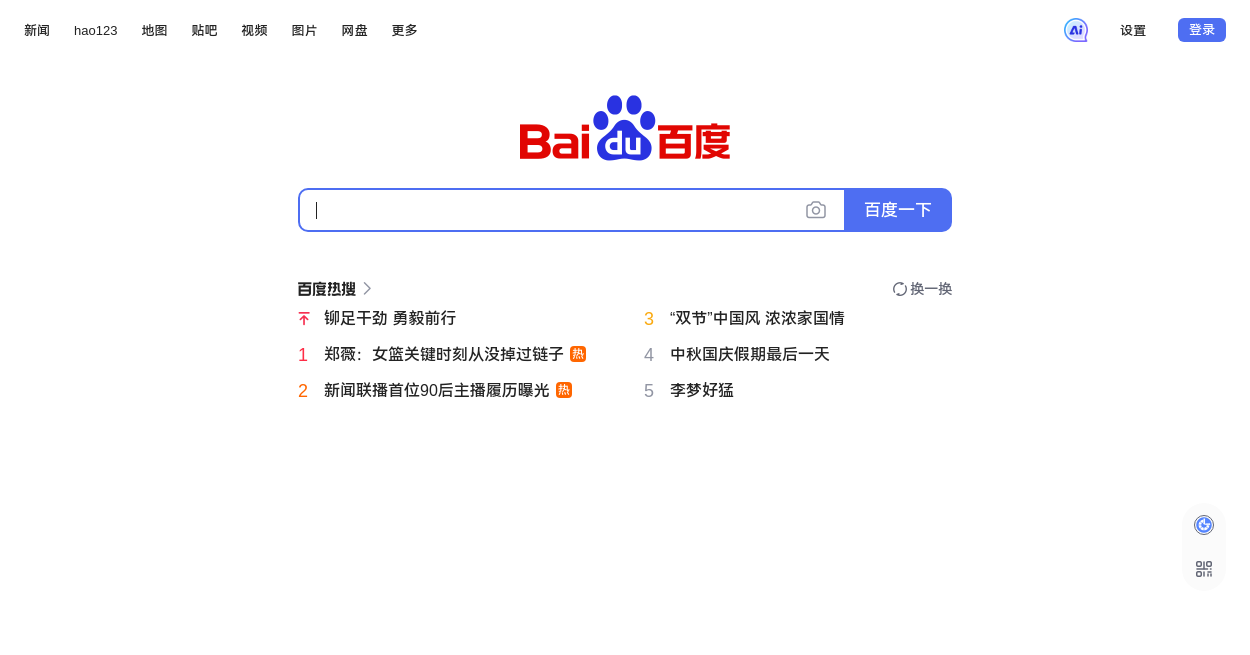 新闻 hao123 地图 贴吧 视频 图片 网盘 更多 Ai 设置 登录
Bai du 百度
百度一下
百度热搜 换一换
铆足干劲 勇毅前行
1 郑薇：女篮关键时刻从没掉过链子 热
2 新闻联播首位90后主播履历曝光 热
3 “双节”中国风 浓浓家国情
4 中秋国庆假期最后一天
5 李梦好猛